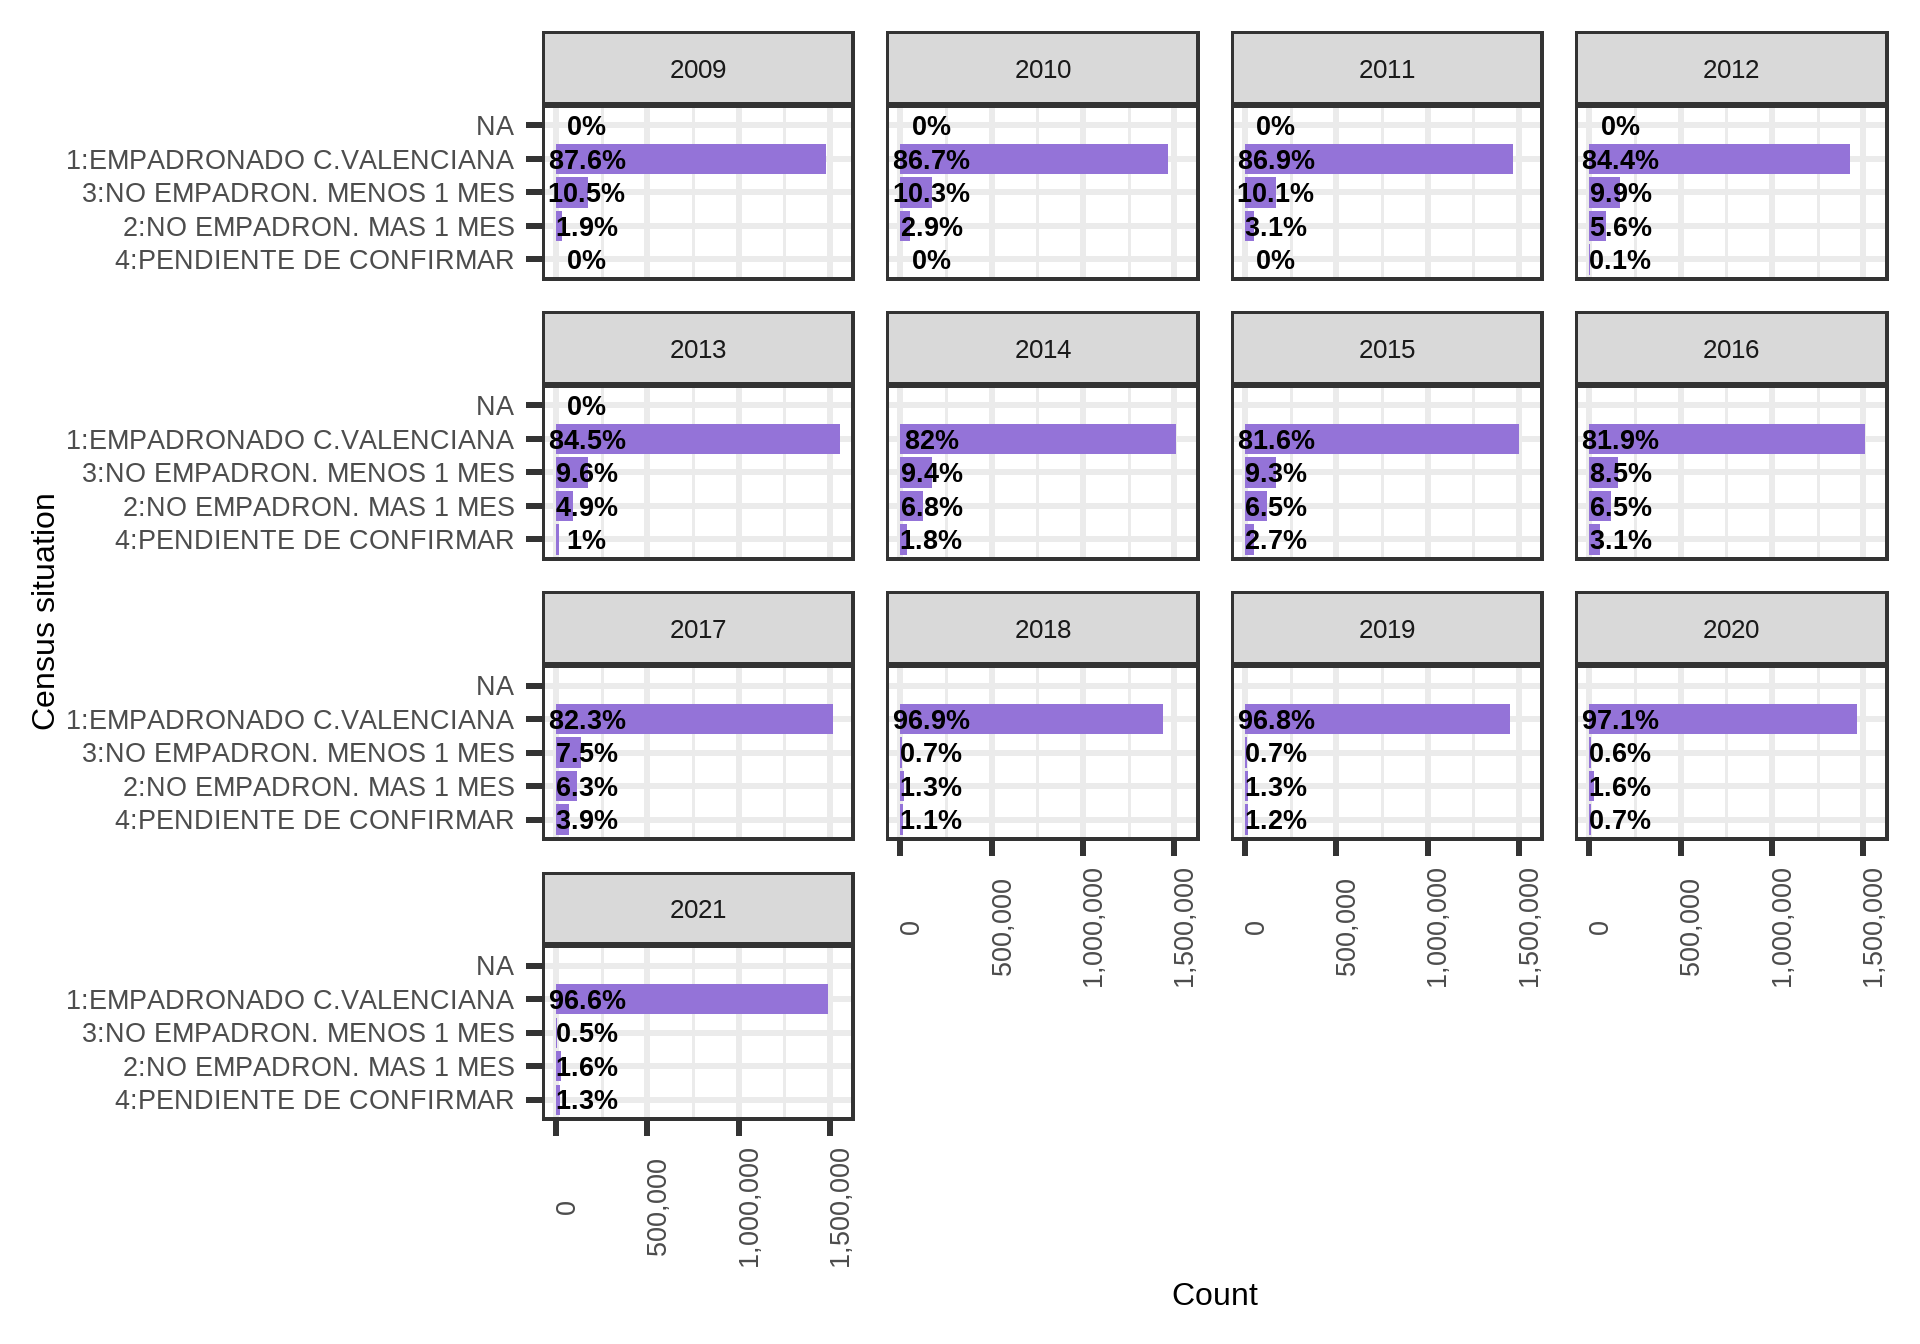 2009 2010 2011 2012
NA 0% 0% 0% 0%
1:EMPADRONADO C.VALENCIANA 87.6% 86.7% 86.9% 84.4%
3:NO EMPADRON. MENOS 1 MES 10.5% 10.3% 10.1% 9.9%
2:NO EMPADRON. MAS 1 MES 1.9% 2.9% 3.1% 5.6%
4:PENDIENTE DE CONFIRMAR 0% 0% 0% 0.1%
2013 2014 2015 2016
NA 0%
1:EMPADRONADO C.VALENCIANA 84.5% 82% 81.6% 81.9%
3:NO EMPADRON. MENOS 1 MES 9.6% 9.4% 9.3% 8.5%
2:NO EMPADRON. MAS 1 MES 4.9% 6.8% 6.5% 6.5%
4:PENDIENTE DE CONFIRMAR 1% 1.8% 2.7% 3.1%
Census situation
2017 2018 2019 2020
NA
1:EMPADRONADO C.VALENCIANA 82.3% 96.9% 96.8% 97.1%
3:NO EMPADRON. MENOS 1 MES 7.5% 0.7% 0.7% 0.6%
2:NO EMPADRON. MAS 1 MES 6.3% 1.3% 1.3% 1.6%
4:PENDIENTE DE CONFIRMAR 3.9% 1.1% 1.2% 0.7%
0 500,000 1,000,000 1,500,000 0 500,000 1,000,000 1,500,000 0 500,000 1,000,000 1,500,000
2021
NA
1:EMPADRONADO C.VALENCIANA 96.6%
3:NO EMPADRON. MENOS 1 MES 0.5%
2:NO EMPADRON. MAS 1 MES 1.6%
4:PENDIENTE DE CONFIRMAR 1.3%
0 500,000 1,000,000 1,500,000
Count